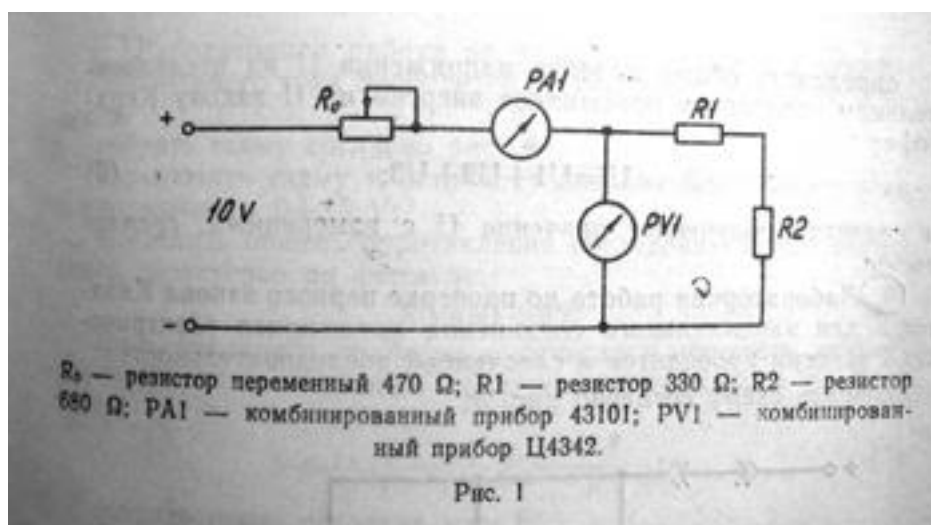 R₀
PA1
R1
+
10V
PV1
R2
−
R₀ — резистор переменный 470 Ω; R1 — резистор 330 Ω; R2 — резистор
680 Ω; PA1 — комбинированный прибор 43101; PV1 — комбинирован-
ный прибор Ц4342.
Рис. 1